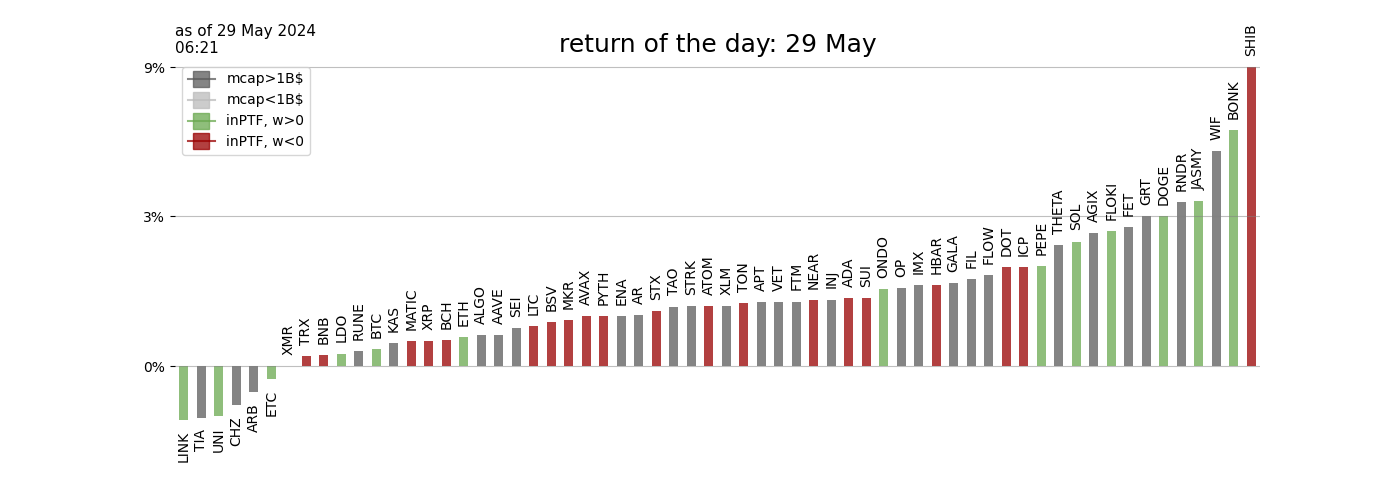 as of 29 May 2024
06:21
return of the day: 29 May
mcap>1B$
mcap<1B$
inPTF, w>0
inPTF, w<0
9%
3%
0%
LINK
TIA
UNI
CHZ
ARB
ETC
XMR
TRX
BNB
LDO
RUNE
BTC
KAS
MATIC
XRP
BCH
ETH
ALGO
AAVE
SEI
LTC
BSV
MKR
AVAX
PYTH
ENA
AR
STX
TAO
STRK
ATOM
XLM
TON
APT
VET
FTM
NEAR
INJ
ADA
SUI
ONDO
OP
IMX
HBAR
GALA
FIL
FLOW
DOT
ICP
PEPE
THETA
SOL
AGIX
FLOKI
FET
GRT
DOGE
RNDR
JASMY
WIF
BONK
SHIB